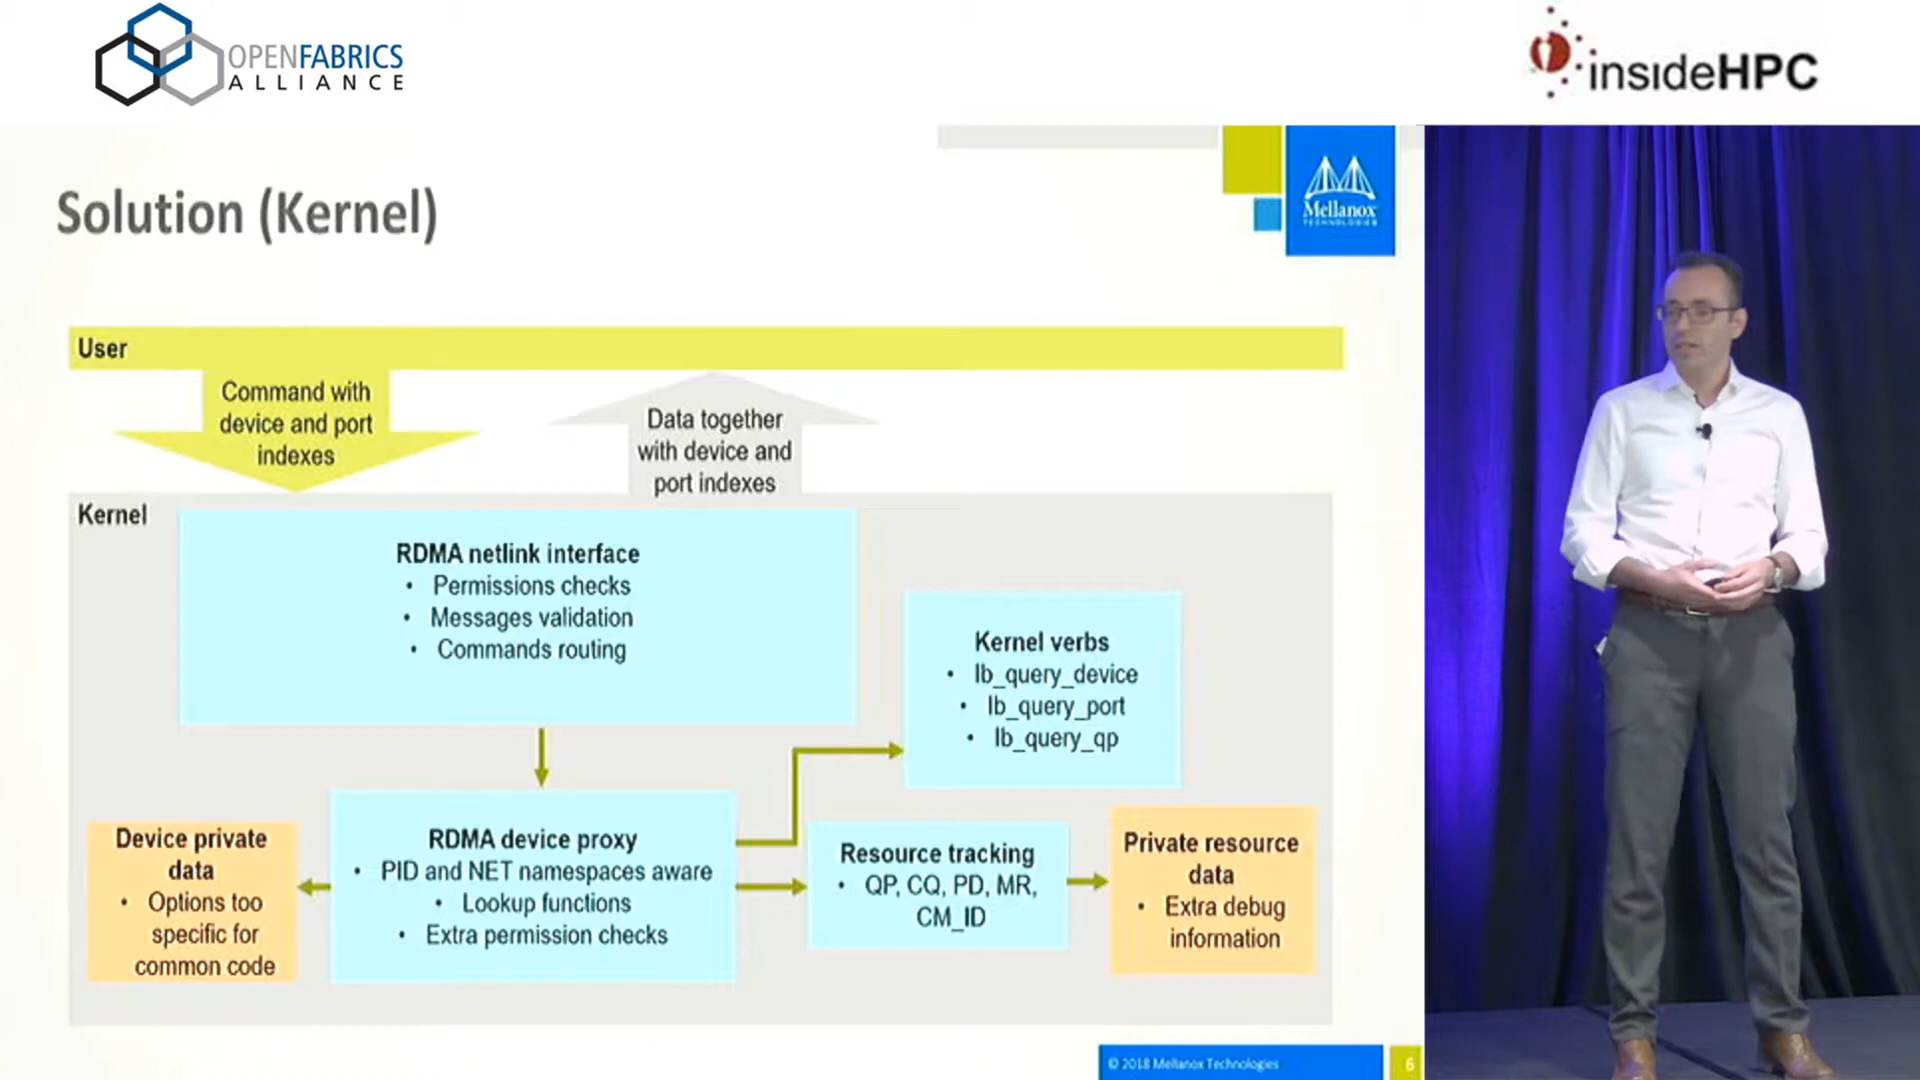 OPENFABRICS
ALLIANCE
insideHPC
Mellanox
TECHNOLOGIES
Solution (Kernel)
User
Command with
device and port
indexes
Data together
with device and
port indexes
Kernel
RDMA netlink interface
• Permissions checks
• Messages validation
• Commands routing
Kernel verbs
• Ib_query_device
• Ib_query_port
• Ib_query_qp
Device private
data
• Options too
specific for
common code
RDMA device proxy
• PID and NET namespaces aware
• Lookup functions
• Extra permission checks
Resource tracking
• QP, CQ, PD, MR,
CM_ID
Private resource
data
• Extra debug
information
© 2018 Mellanox Technologies
6